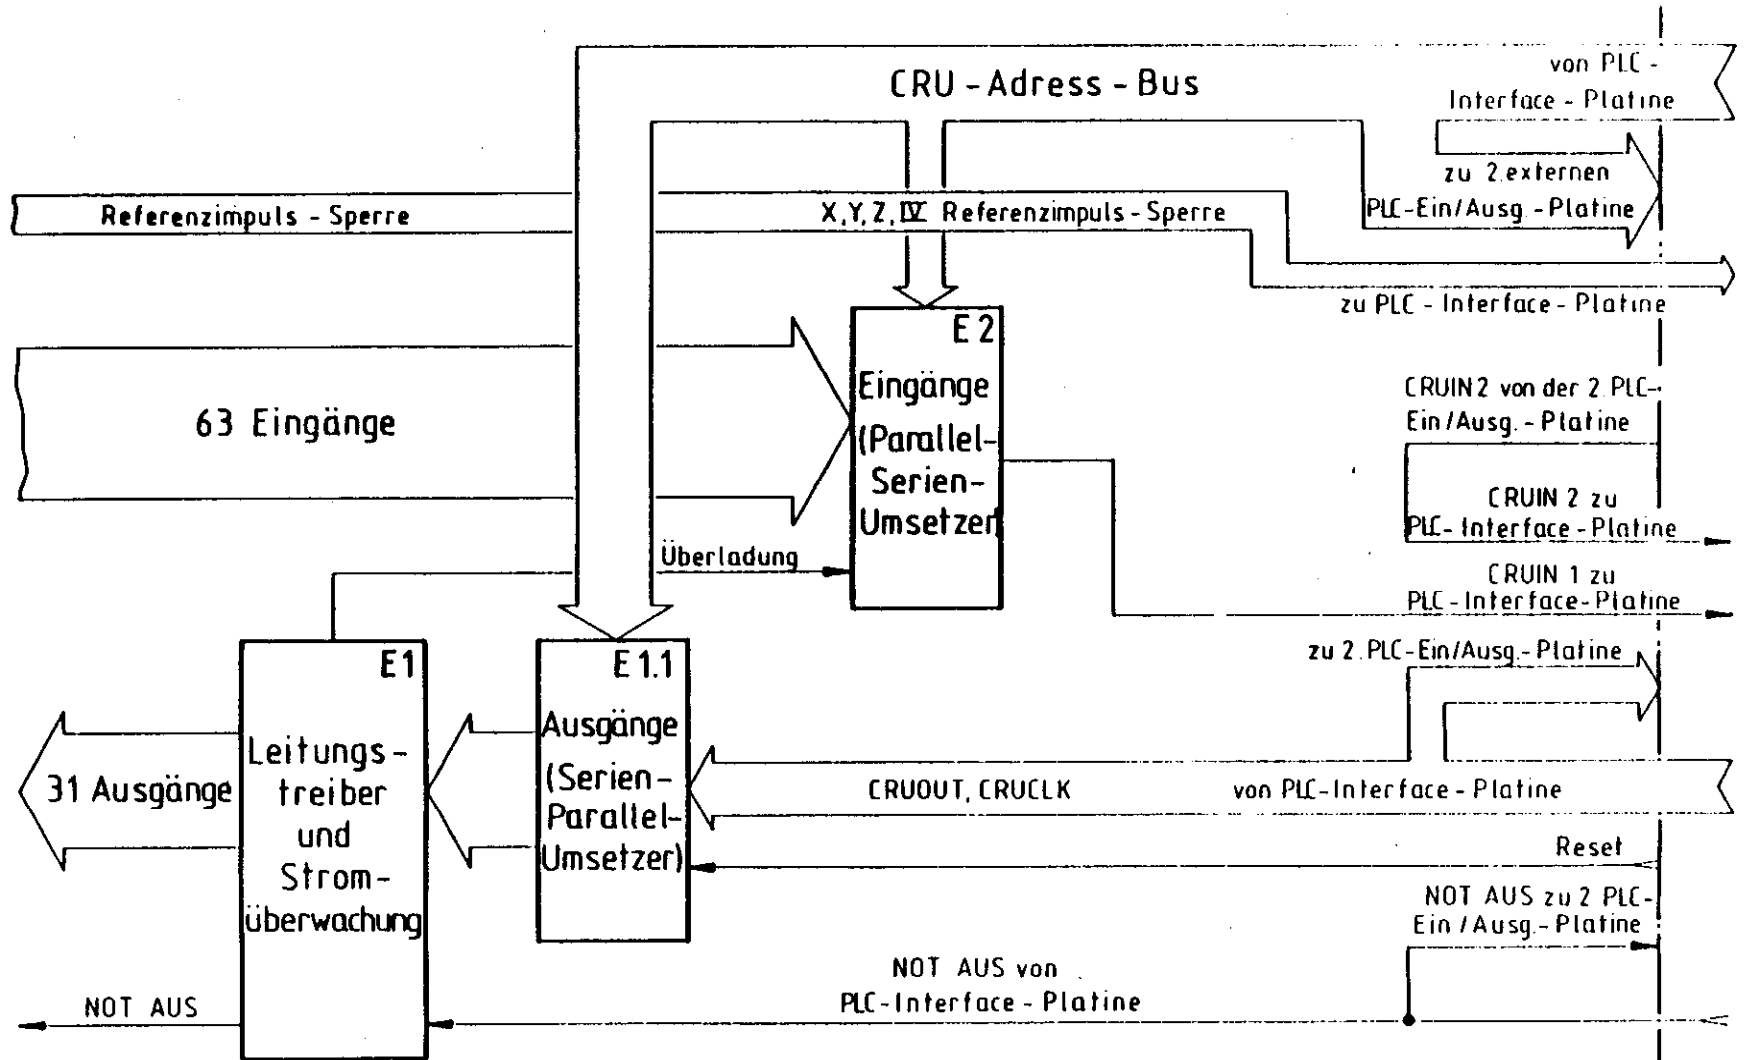 CRU - Adress - Bus
von PLC -
Interface - Platine
zu 2.externen
PLC-Ein/Ausg.-Platine
Referenzimpuls - Sperre
X,Y,Z,IV Referenzimpuls - Sperre
zu PLC - Interface - Platine
E 2
Eingänge
(Parallel-
Serien-
Umsetzer)
63 Eingänge
CRUIN2 von der 2.PLC-
Ein/Ausg.-Platine
CRUIN 2 zu
PLC-Interface-Platine
Überladung
CRUIN 1 zu
PLC-Interface-Platine
zu 2.PLC-Ein/Ausg.-Platine
E1
Leitungs-
treiber
und
Strom-
überwachung
E1.1
Ausgänge
(Serien-
Parallel-
Umsetzer)
31 Ausgänge
CRUOUT, CRUCLK
von PLC-Interface-Platine
Reset
NOT AUS zu 2 PLC-
Ein/Ausg.-Platine
NOT AUS von
PLC-Interface-Platine
NOT AUS